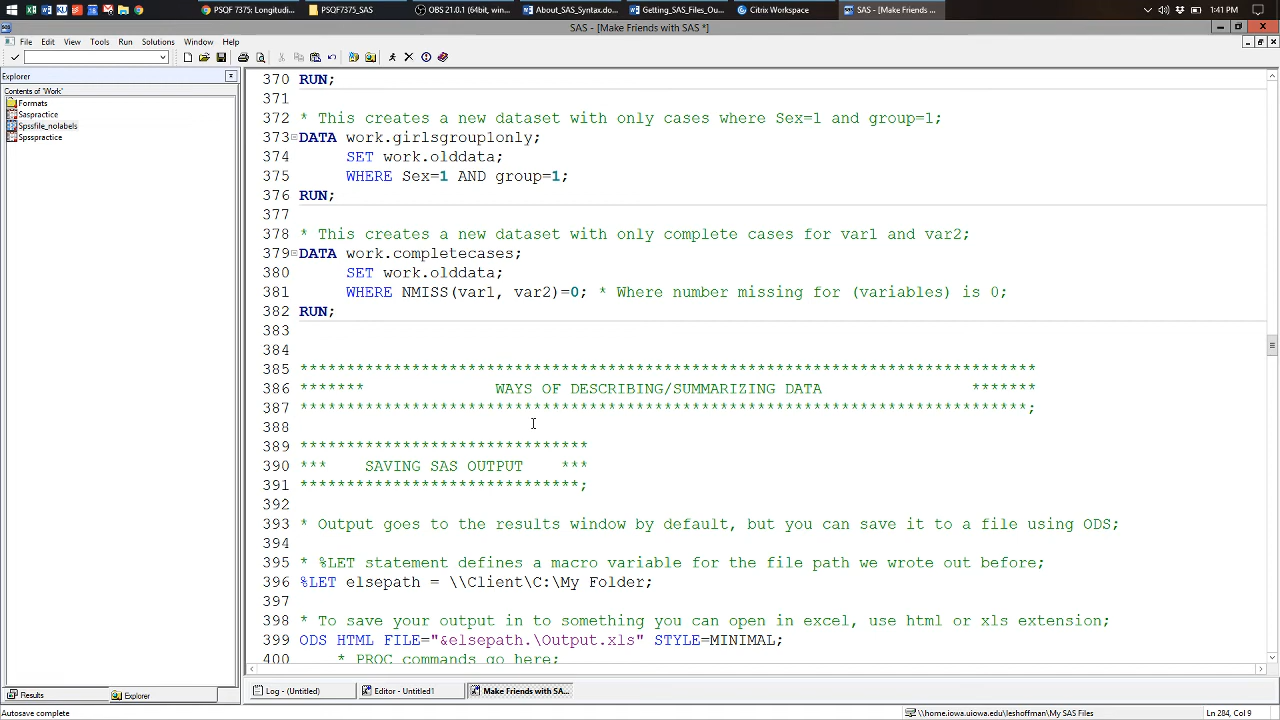 PSQF 7375: Longitudi...
PSQF7375_SAS
OBS 21.0.1 (64bit, win...
About_SAS_Syntax.do...
Getting_SAS_Files_Ou...
Citrix Workspace
SAS - [Make Friends ...
1:41 PM
SAS - [Make Friends with SAS *]
File Edit View Tools Run Solutions Window Help
Explorer
Contents of 'Work'
Formats
Saspractice
Spssfile_nolabels
Spsspractice
370 RUN;
371
372 * This creates a new dataset with only cases where Sex=1 and group=1;
373 DATA work.girlsgroup1only;
374 SET work.olddata;
375 WHERE Sex=1 AND group=1;
376 RUN;
377
378 * This creates a new dataset with only complete cases for var1 and var2;
379 DATA work.completecases;
380 SET work.olddata;
381 WHERE NMISS(var1, var2)=0; * Where number missing for (variables) is 0;
382 RUN;
383
384
385 *******************************************************************************
386 ******* WAYS OF DESCRIBING/SUMMARIZING DATA *******
387 ******************************************************************************;
388
389 *******************************
390 *** SAVING SAS OUTPUT ***
391 ******************************;
392
393 * Output goes to the results window by default, but you can save it to a file using ODS;
394
395 * %LET statement defines a macro variable for the file path we wrote out before;
396 %LET elsepath = \\Client\C:\My Folder;
397
398 * To save your output in to something you can open in excel, use html or xls extension;
399 ODS HTML FILE="&elsepath.\Output.xls" STYLE=MINIMAL;
400 * PROC commands go here;
Results
Explorer
Log - (Untitled)
Editor - Untitled1
Make Friends with SA...
Autosave complete
\\home.iowa.uiowa.edu\leshoffman\My SAS Files
Ln 284, Col 9